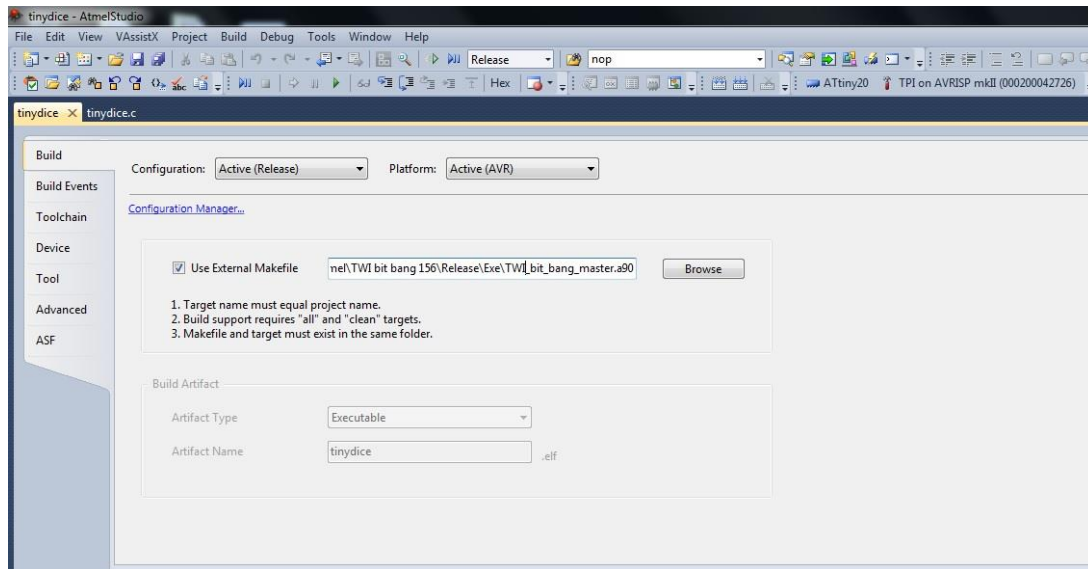 tinydice - AtmelStudio
File Edit View VAssistX Project Build Debug Tools Window Help
Release nop
Hex ATtiny20 TPI on AVRISP mkII (000200042726)
tinydice tinydice.c
Build
Build Events
Toolchain
Device
Tool
Advanced
ASF
Configuration: Active (Release) Platform: Active (AVR)
Configuration Manager...
Use External Makefile nel\TWI bit bang 156\Release\Exe\TWI_bit_bang_master.a90 Browse
1. Target name must equal project name.
2. Build support requires "all" and "clean" targets.
3. Makefile and target must exist in the same folder.
Build Artifact
Artifact Type Executable
Artifact Name tinydice .elf